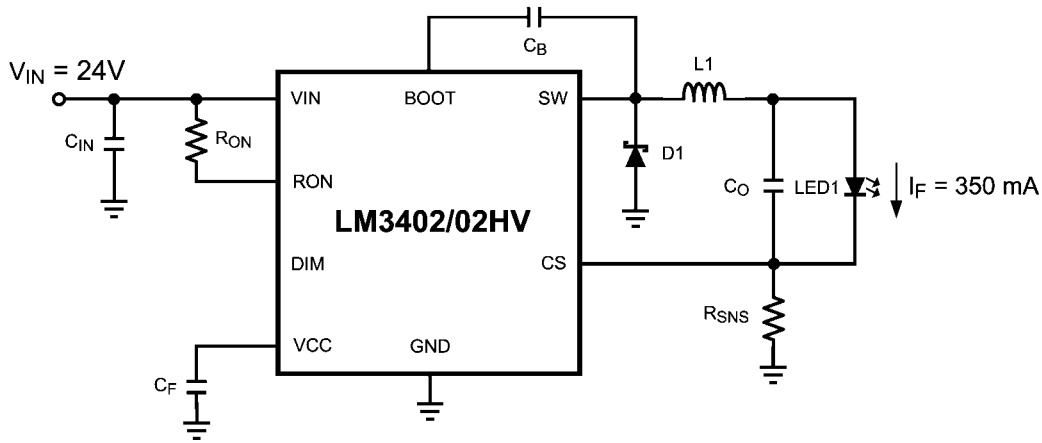 C_B
V_IN = 24V
L1
VIN
BOOT
SW
C_IN
R_ON
D1
RON
C_O
LED1
I_F = 350 mA
LM3402/02HV
DIM
CS
R_SNS
VCC
GND
C_F